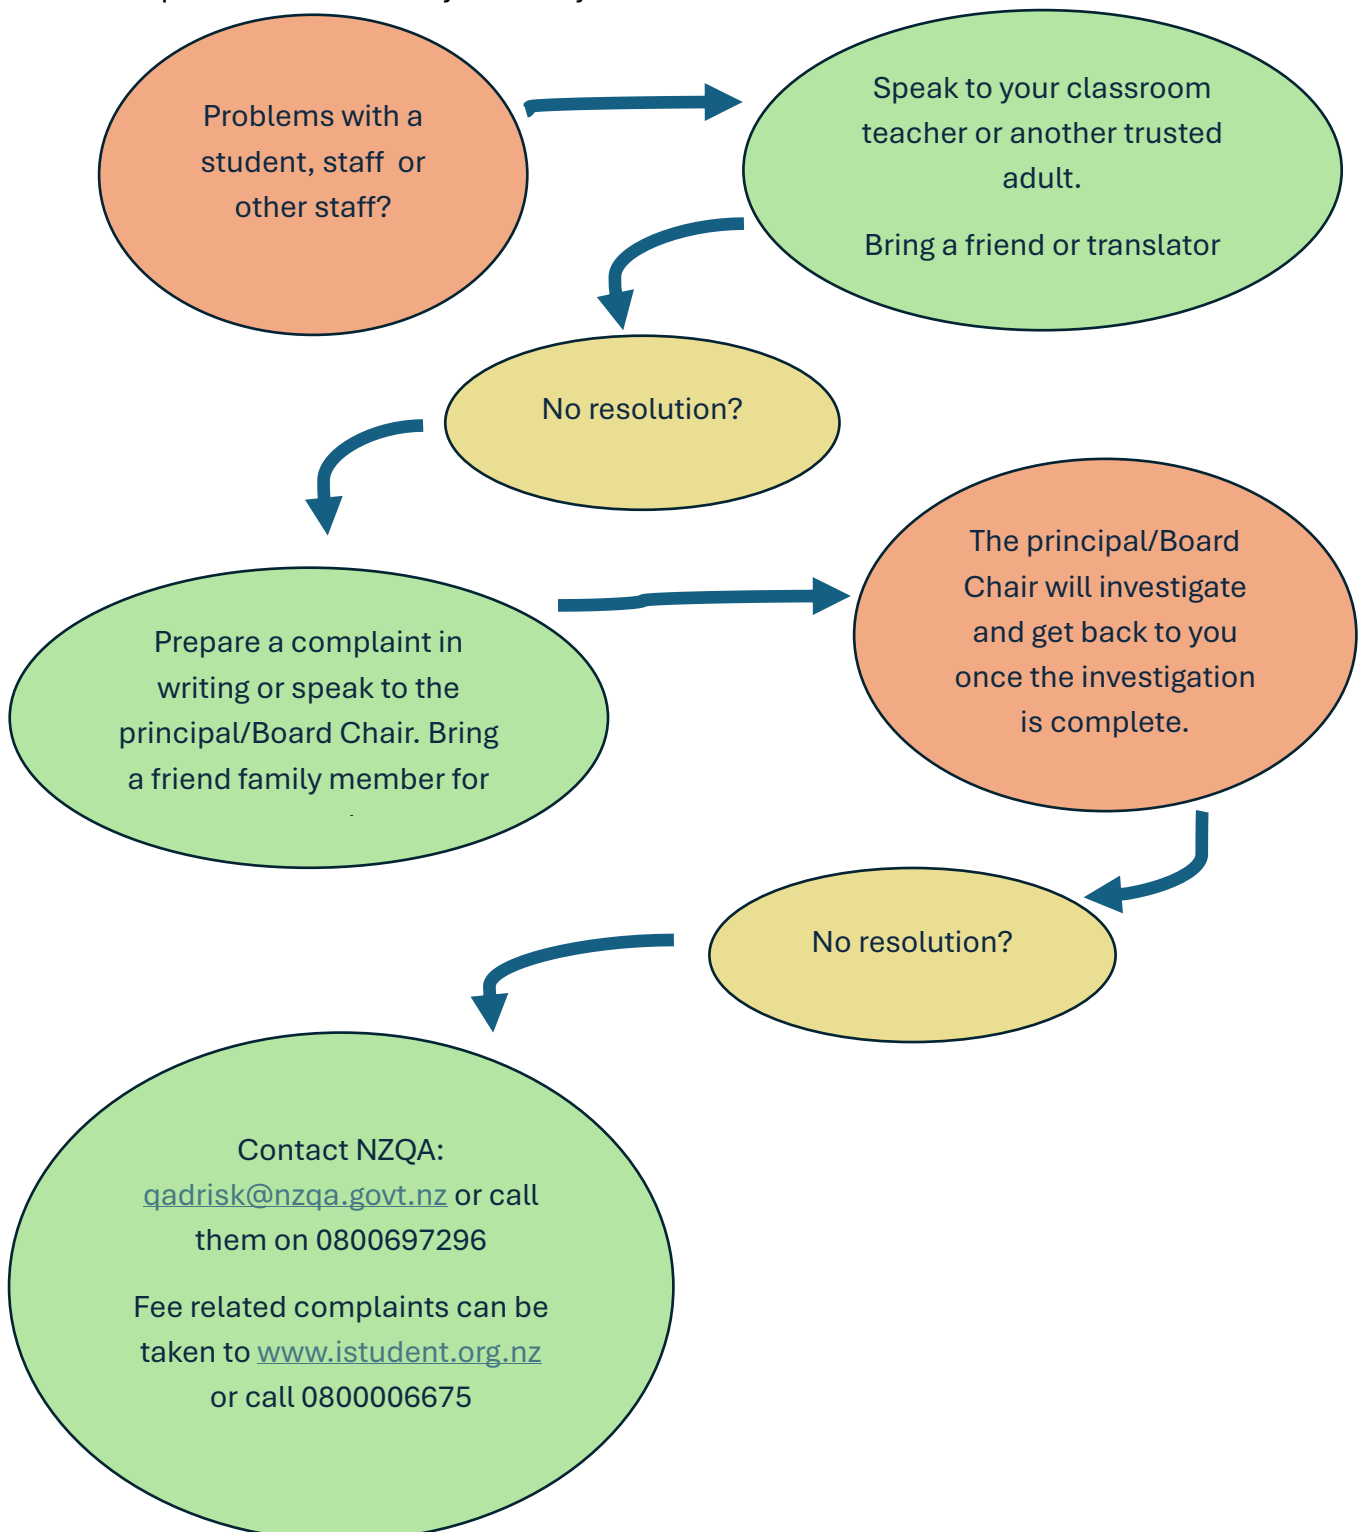 Problems with a
student, staff or
other staff?
Speak to your classroom
teacher or another trusted
adult.
Bring a friend or translator
No resolution?
Prepare a complaint in
writing or speak to the
principal/Board Chair. Bring
a friend family member for
The principal/Board
Chair will investigate
and get back to you
once the investigation
is complete.
No resolution?
Contact NZQA:
qadrisk@nzqa.govt.nz or call
them on 0800697296
Fee related complaints can be
taken to www.istudent.org.nz
or call 0800006675